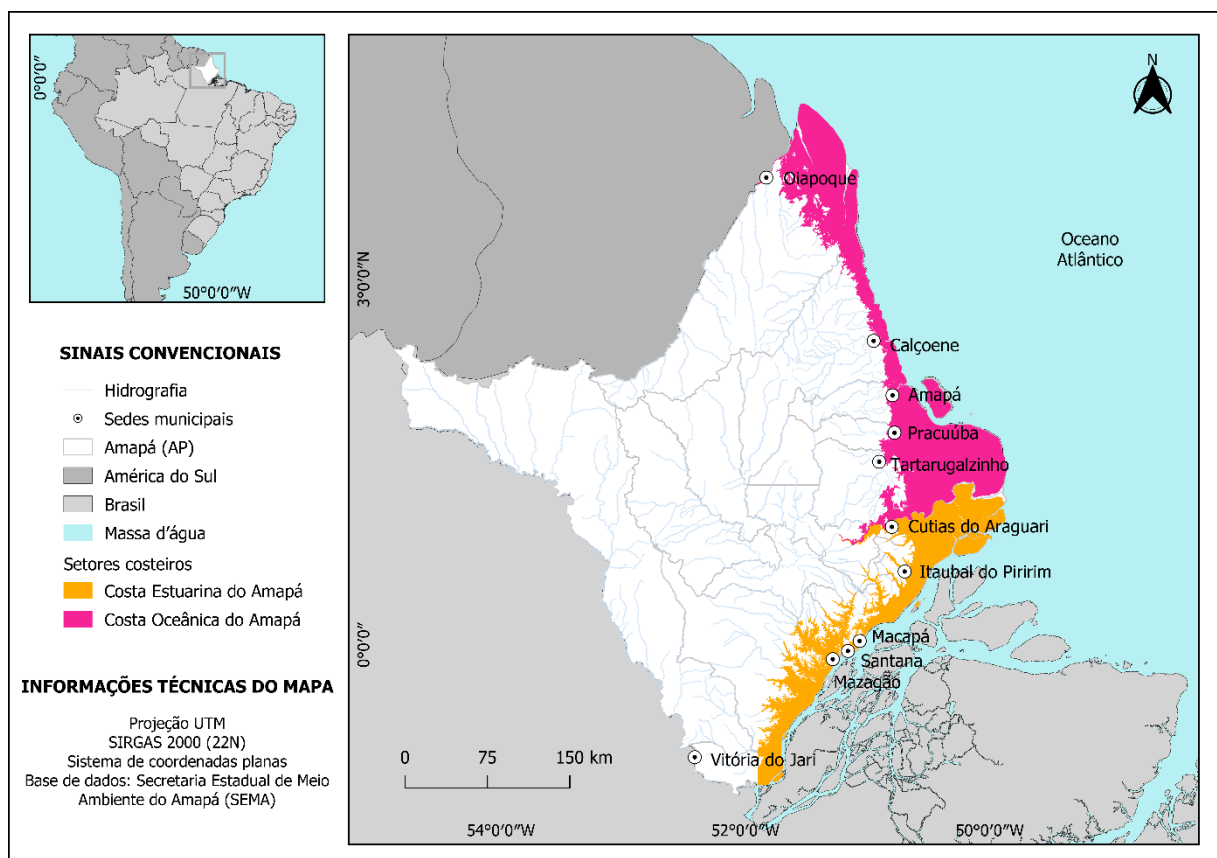 0°0'0"
50°0'0"W
SINAIS CONVENCIONAIS
Hidrografia
Sedes municipais
Amapá (AP)
América do Sul
Brasil
Massa d'água
Setores costeiros
Costa Estuarina do Amapá
Costa Oceânica do Amapá
INFORMAÇÕES TÉCNICAS DO MAPA
Projeção UTM
SIRGAS 2000 (22N)
Sistema de coordenadas planas
Base de dados: Secretaria Estadual de Meio
Ambiente do Amapá (SEMA)
N
Oiapoque
Oceano
Atlântico
3°0'0"N
Calçoene
Amapá
Pracuúba
Tartarugalzinho
Cutias do Araguari
Itaubal do Piririm
0°0'0"
Macapá
Santana
Mazagão
Vitória do Jari
0 75 150 km
54°0'0"W
52°0'0"W
50°0'0"W